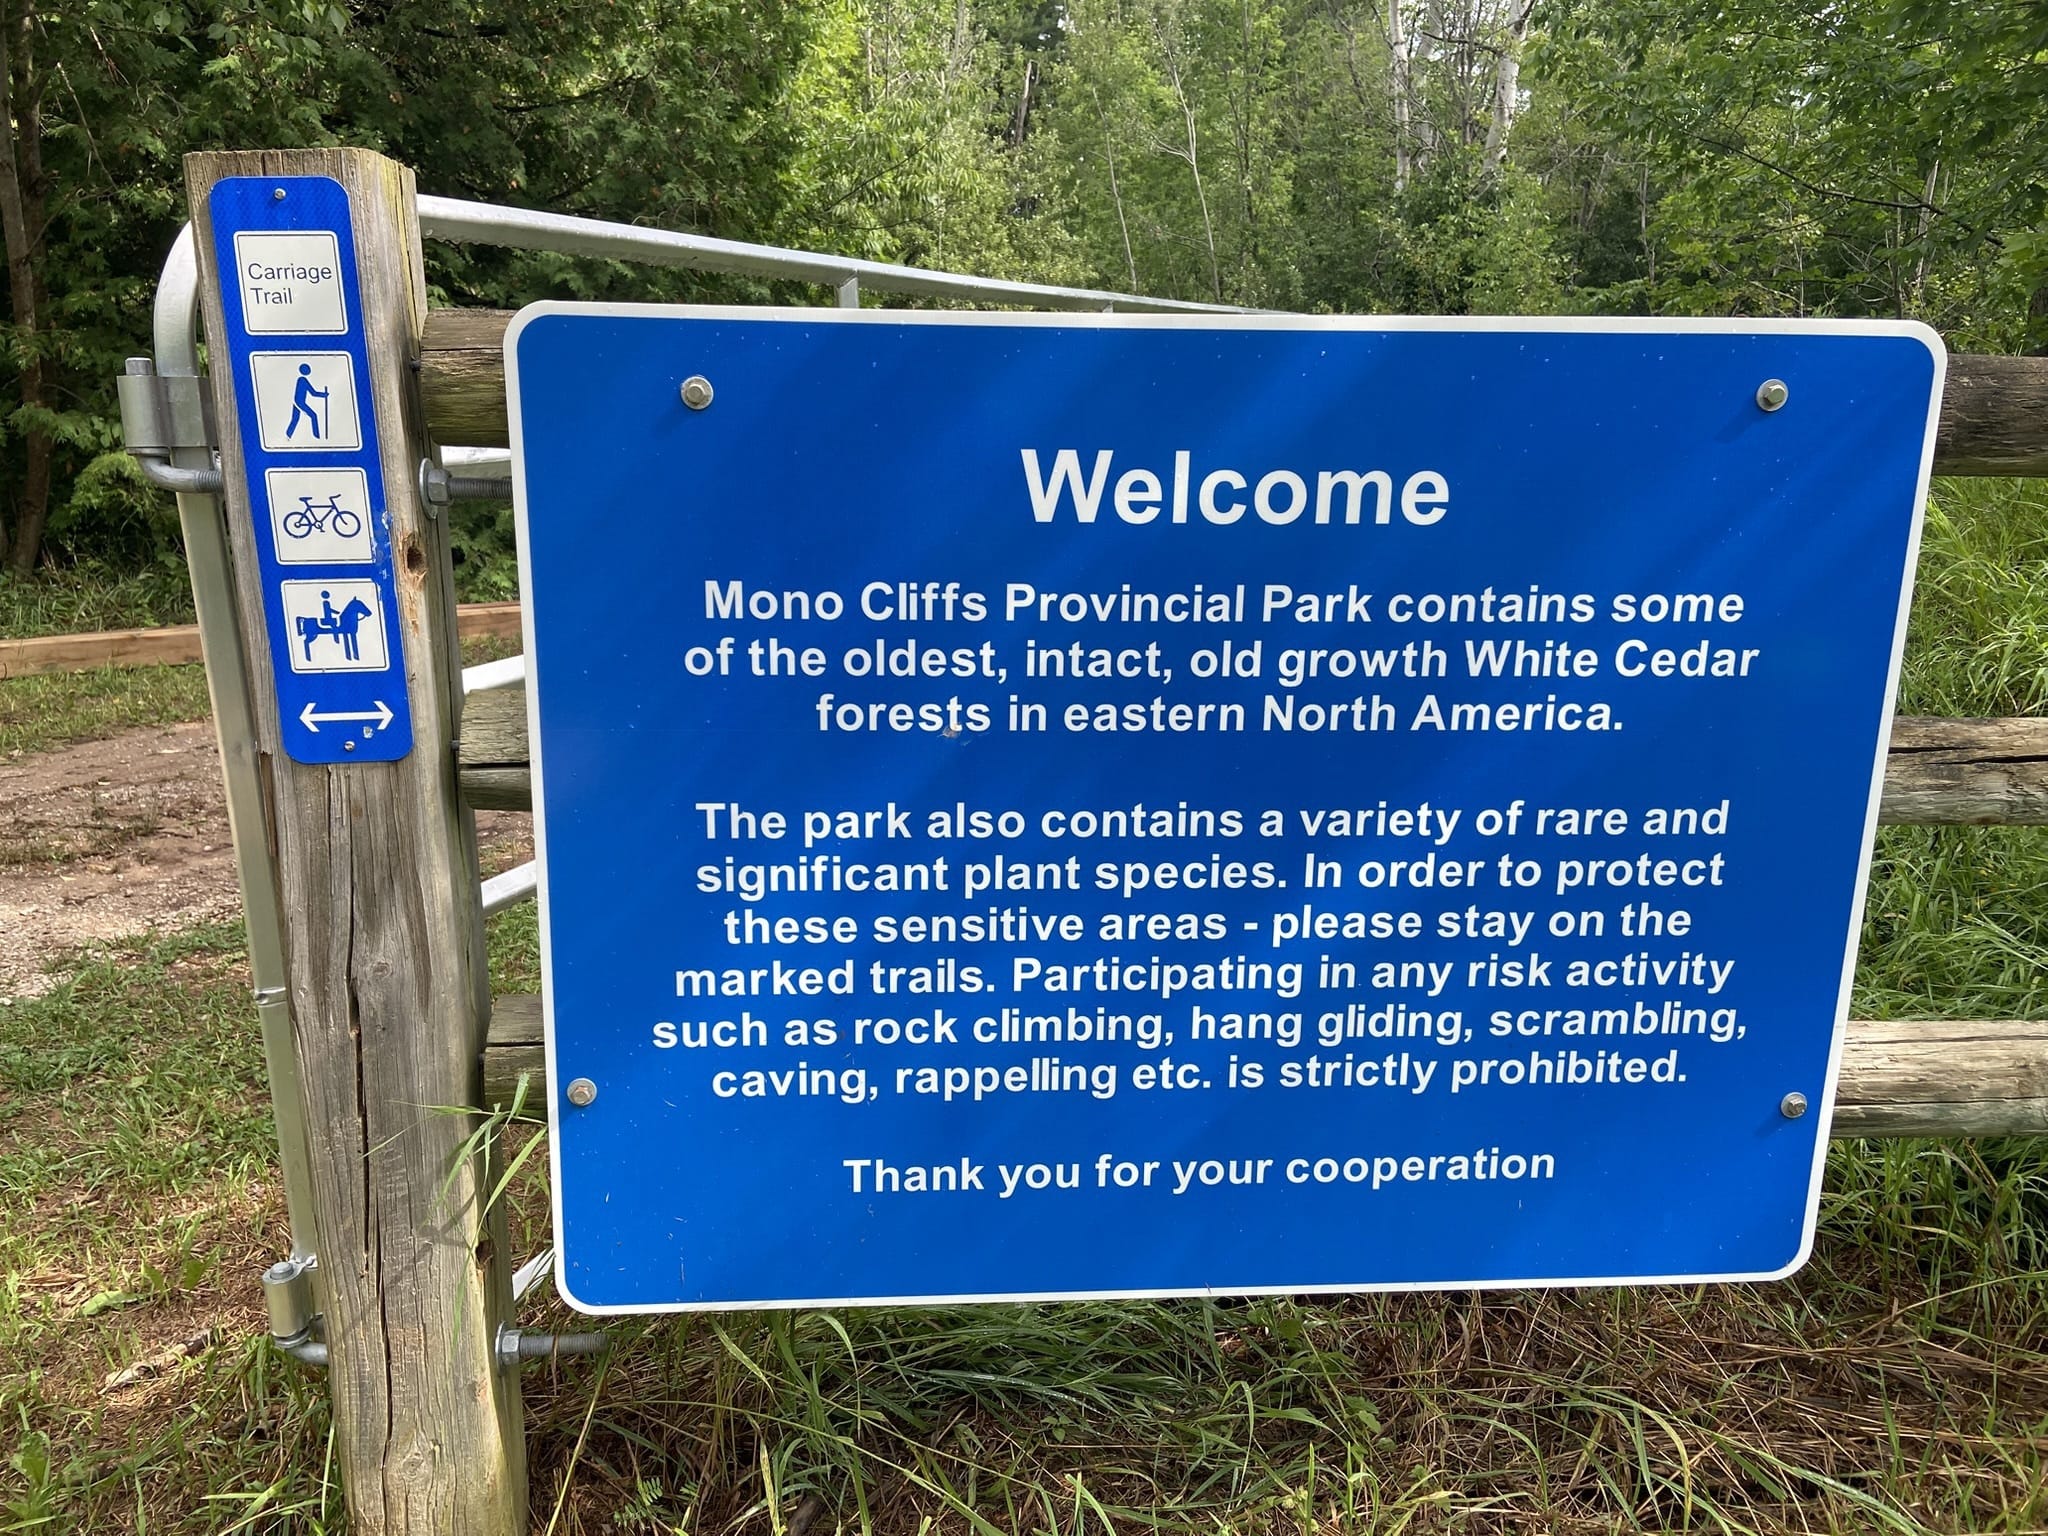 Carriage
Trail
Welcome
Mono Cliffs Provincial Park contains some
of the oldest, intact, old growth White Cedar
forests in eastern North America.
The park also contains a variety of rare and
significant plant species. In order to protect
these sensitive areas - please stay on the
marked trails. Participating in any risk activity
such as rock climbing, hang gliding, scrambling,
caving, rappelling etc. is strictly prohibited.
Thank you for your cooperation